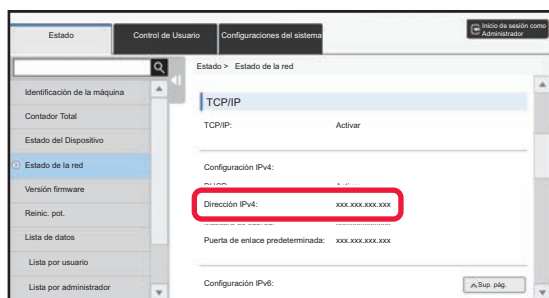 Estado
Control de Usuario
Configuraciones del sistema
Inicio de sesión como
Administrador
Estado > Estado de la red
Identificación de la máquina
Contador Total
Estado del Dispositivo
Estado de la red
Versión firmware
Reinic. pot.
Lista de datos
Lista por usuario
Lista por administrador
TCP/IP
TCP/IP: Activar
Configuración IPv4:
Dirección IPv4: xxx.xxx.xxx.xxx
Puerta de enlace predeterminada: xxx.xxx.xxx.xxx
Configuración IPv6:
Sup. pág.